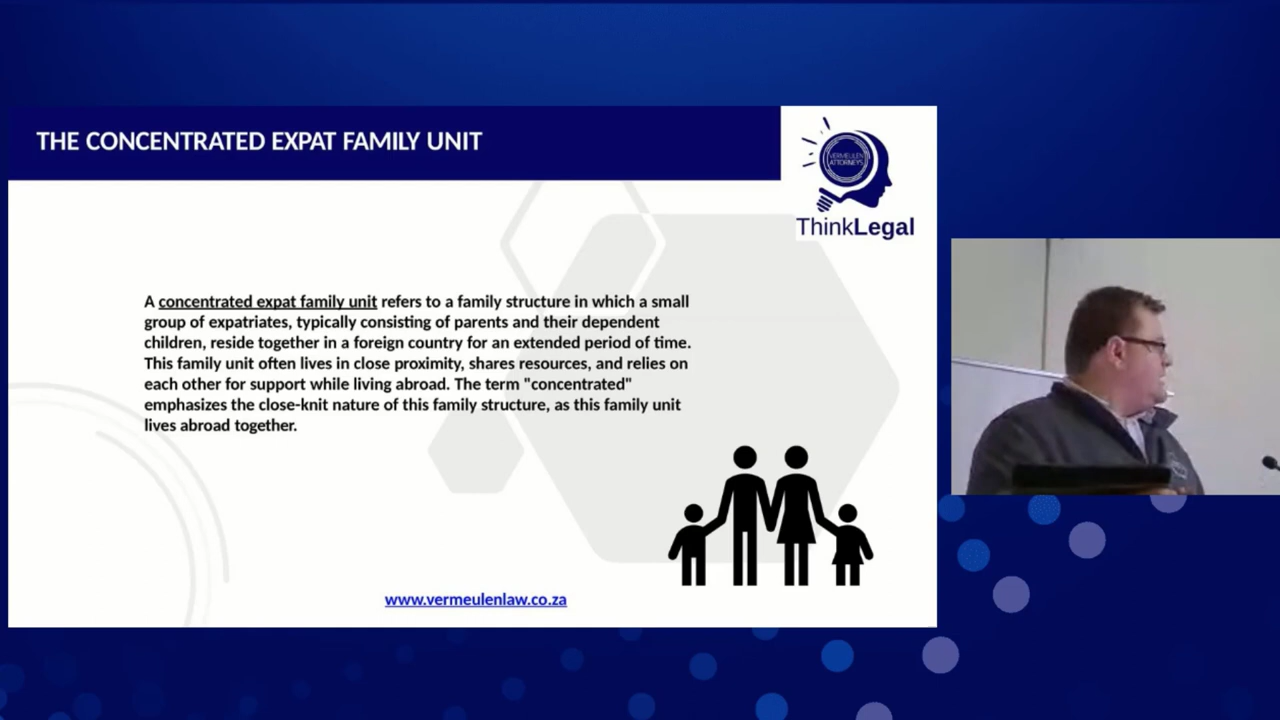 THE CONCENTRATED EXPAT FAMILY UNIT
VERMEULEN
ATTORNEYS
ThinkLegal
A concentrated expat family unit refers to a family structure in which a small
group of expatriates, typically consisting of parents and their dependent
children, reside together in a foreign country for an extended period of time.
This family unit often lives in close proximity, shares resources, and relies on
each other for support while living abroad. The term "concentrated"
emphasizes the close-knit nature of this family structure, as this family unit
lives abroad together.
www.vermeulenlaw.co.za